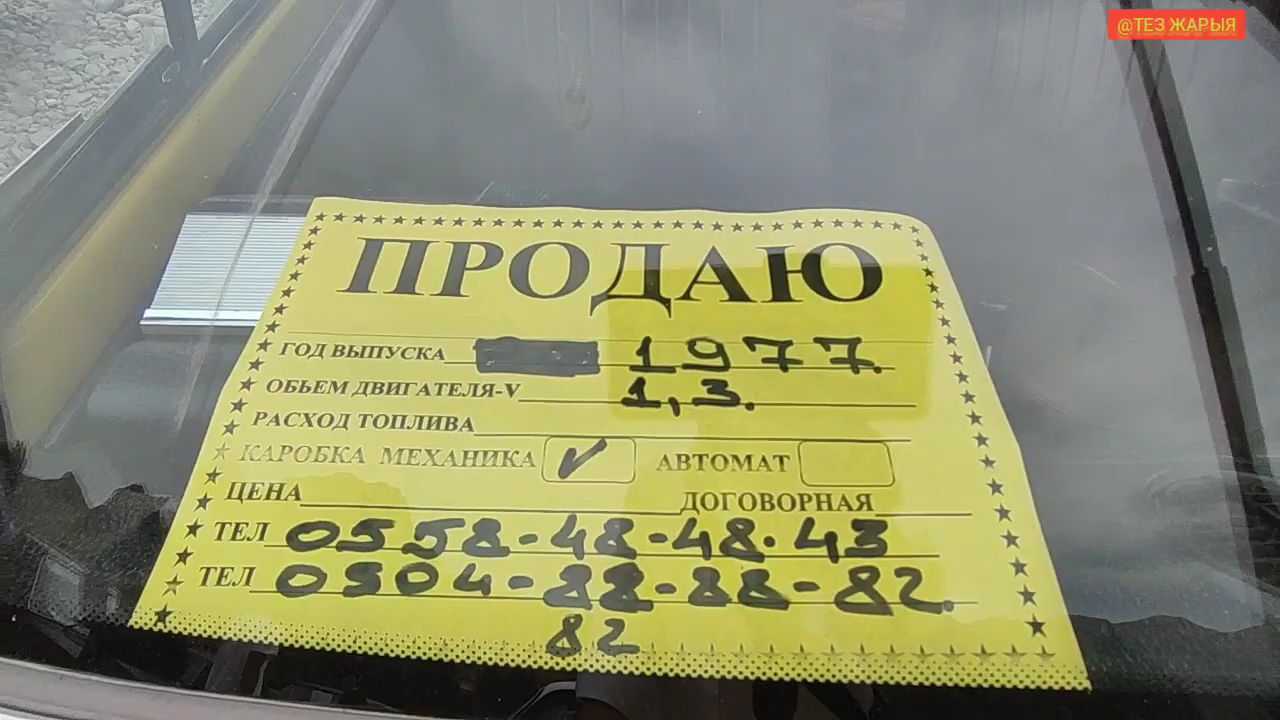 @ТЕЗ ЖАРЫЯ
ПРОДАЮ
ГОД ВЫПУСКА 1977.
ОБЬЕМ ДВИГАТЕЛЯ-V 1,3.
РАСХОД ТОПЛИВА
КАРОБКА МЕХАНИКА ✓ АВТОМАТ
ЦЕНА ДОГОВОРНАЯ
ТЕЛ 0558-48-48-43
ТЕЛ 0504-88-88-82.
82